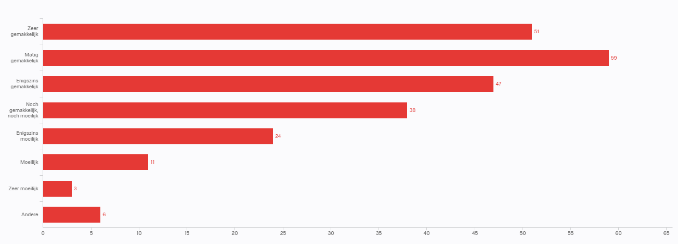 Zeer
gemakkelijk
51
Matig
gemakkelijk
59
Enigszins
gemakkelijk
47
Noch
gemakkelijk,
noch moeilijk
38
Enigszins
moeilijk
24
Moeilijk
11
Zeer moeilijk
3
Andere
6
0 5 10 15 20 25 30 35 40 45 50 55 60 65